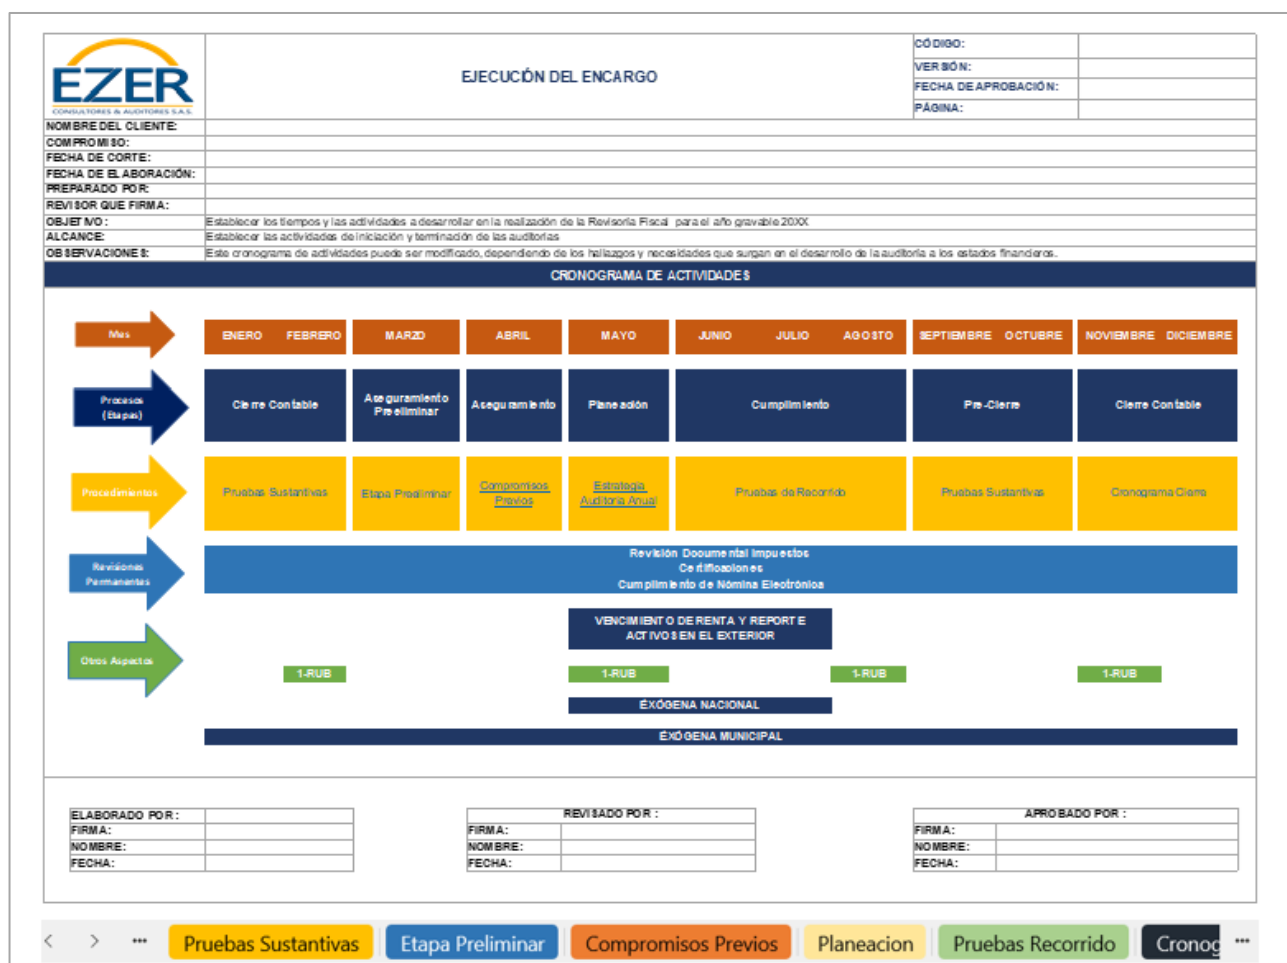 EZER
CONSULTORES & AUDITORES S.A.S.
EJECUCIÓN DEL ENCARGO
CÓDIGO:
VERSIÓN:
FECHA DE APROBACIÓN:
PÁGINA:
NOMBRE DEL CLIENTE:
COMPROMISO:
FECHA DE CORTE:
FECHA DE ELABORACIÓN:
PREPARADO POR:
REVISOR QUE FIRMA:
OBJETIVO: Establecer los tiempos y las actividades a desarrollar en la realización de la Revisoría Fiscal para el año gravable 20XX
ALCANCE: Establecer las actividades de iniciación y terminación de las auditorías
OBSERVACIONES: Este cronograma de actividades puede ser modificado, dependiendo de los hallazgos y necesidades que surgan en el desarrollo de la auditoría a los estados financieros.
CRONOGRAMA DE ACTIVIDADES
Mes ENERO FEBRERO MARZO ABRIL MAYO JUNIO JULIO AGOSTO SEPTIEMBRE OCTUBRE NOVIEMBRE DICIEMBRE
Procesos
(Etapas)
Cierre Contable
Aseguramiento
Preeliminar
Aseguramiento
Planeación
Cumplimiento
Pre-Cierre
Cierre Contable
Procedimientos
Pruebas Sustantivas
Etapa Preeliminar
Compromisos
Previos
Estrategia
Auditoria Anual
Pruebas de Recorrido
Pruebas Sustantivas
Cronograma Cierre
Revisiones
Permanentes
Revisión Documental Impuestos
Certificaciones
Cumplimiento de Nómina Electrónica
Otros Aspectos
VENCIMIENTO DE RENTA Y REPORTE
ACTIVOS EN EL EXTERIOR
1-RUB 1-RUB 1-RUB 1-RUB
ÉXÓGENA NACIONAL
ÉXÓGENA MUNICIPAL
ELABORADO POR :
FIRMA:
NOMBRE:
FECHA:
REVISADO POR :
FIRMA:
NOMBRE:
FECHA:
APROBADO POR :
FIRMA:
NOMBRE:
FECHA:
Pruebas Sustantivas Etapa Preliminar Compromisos Previos Planeacion Pruebas Recorrido Cronog